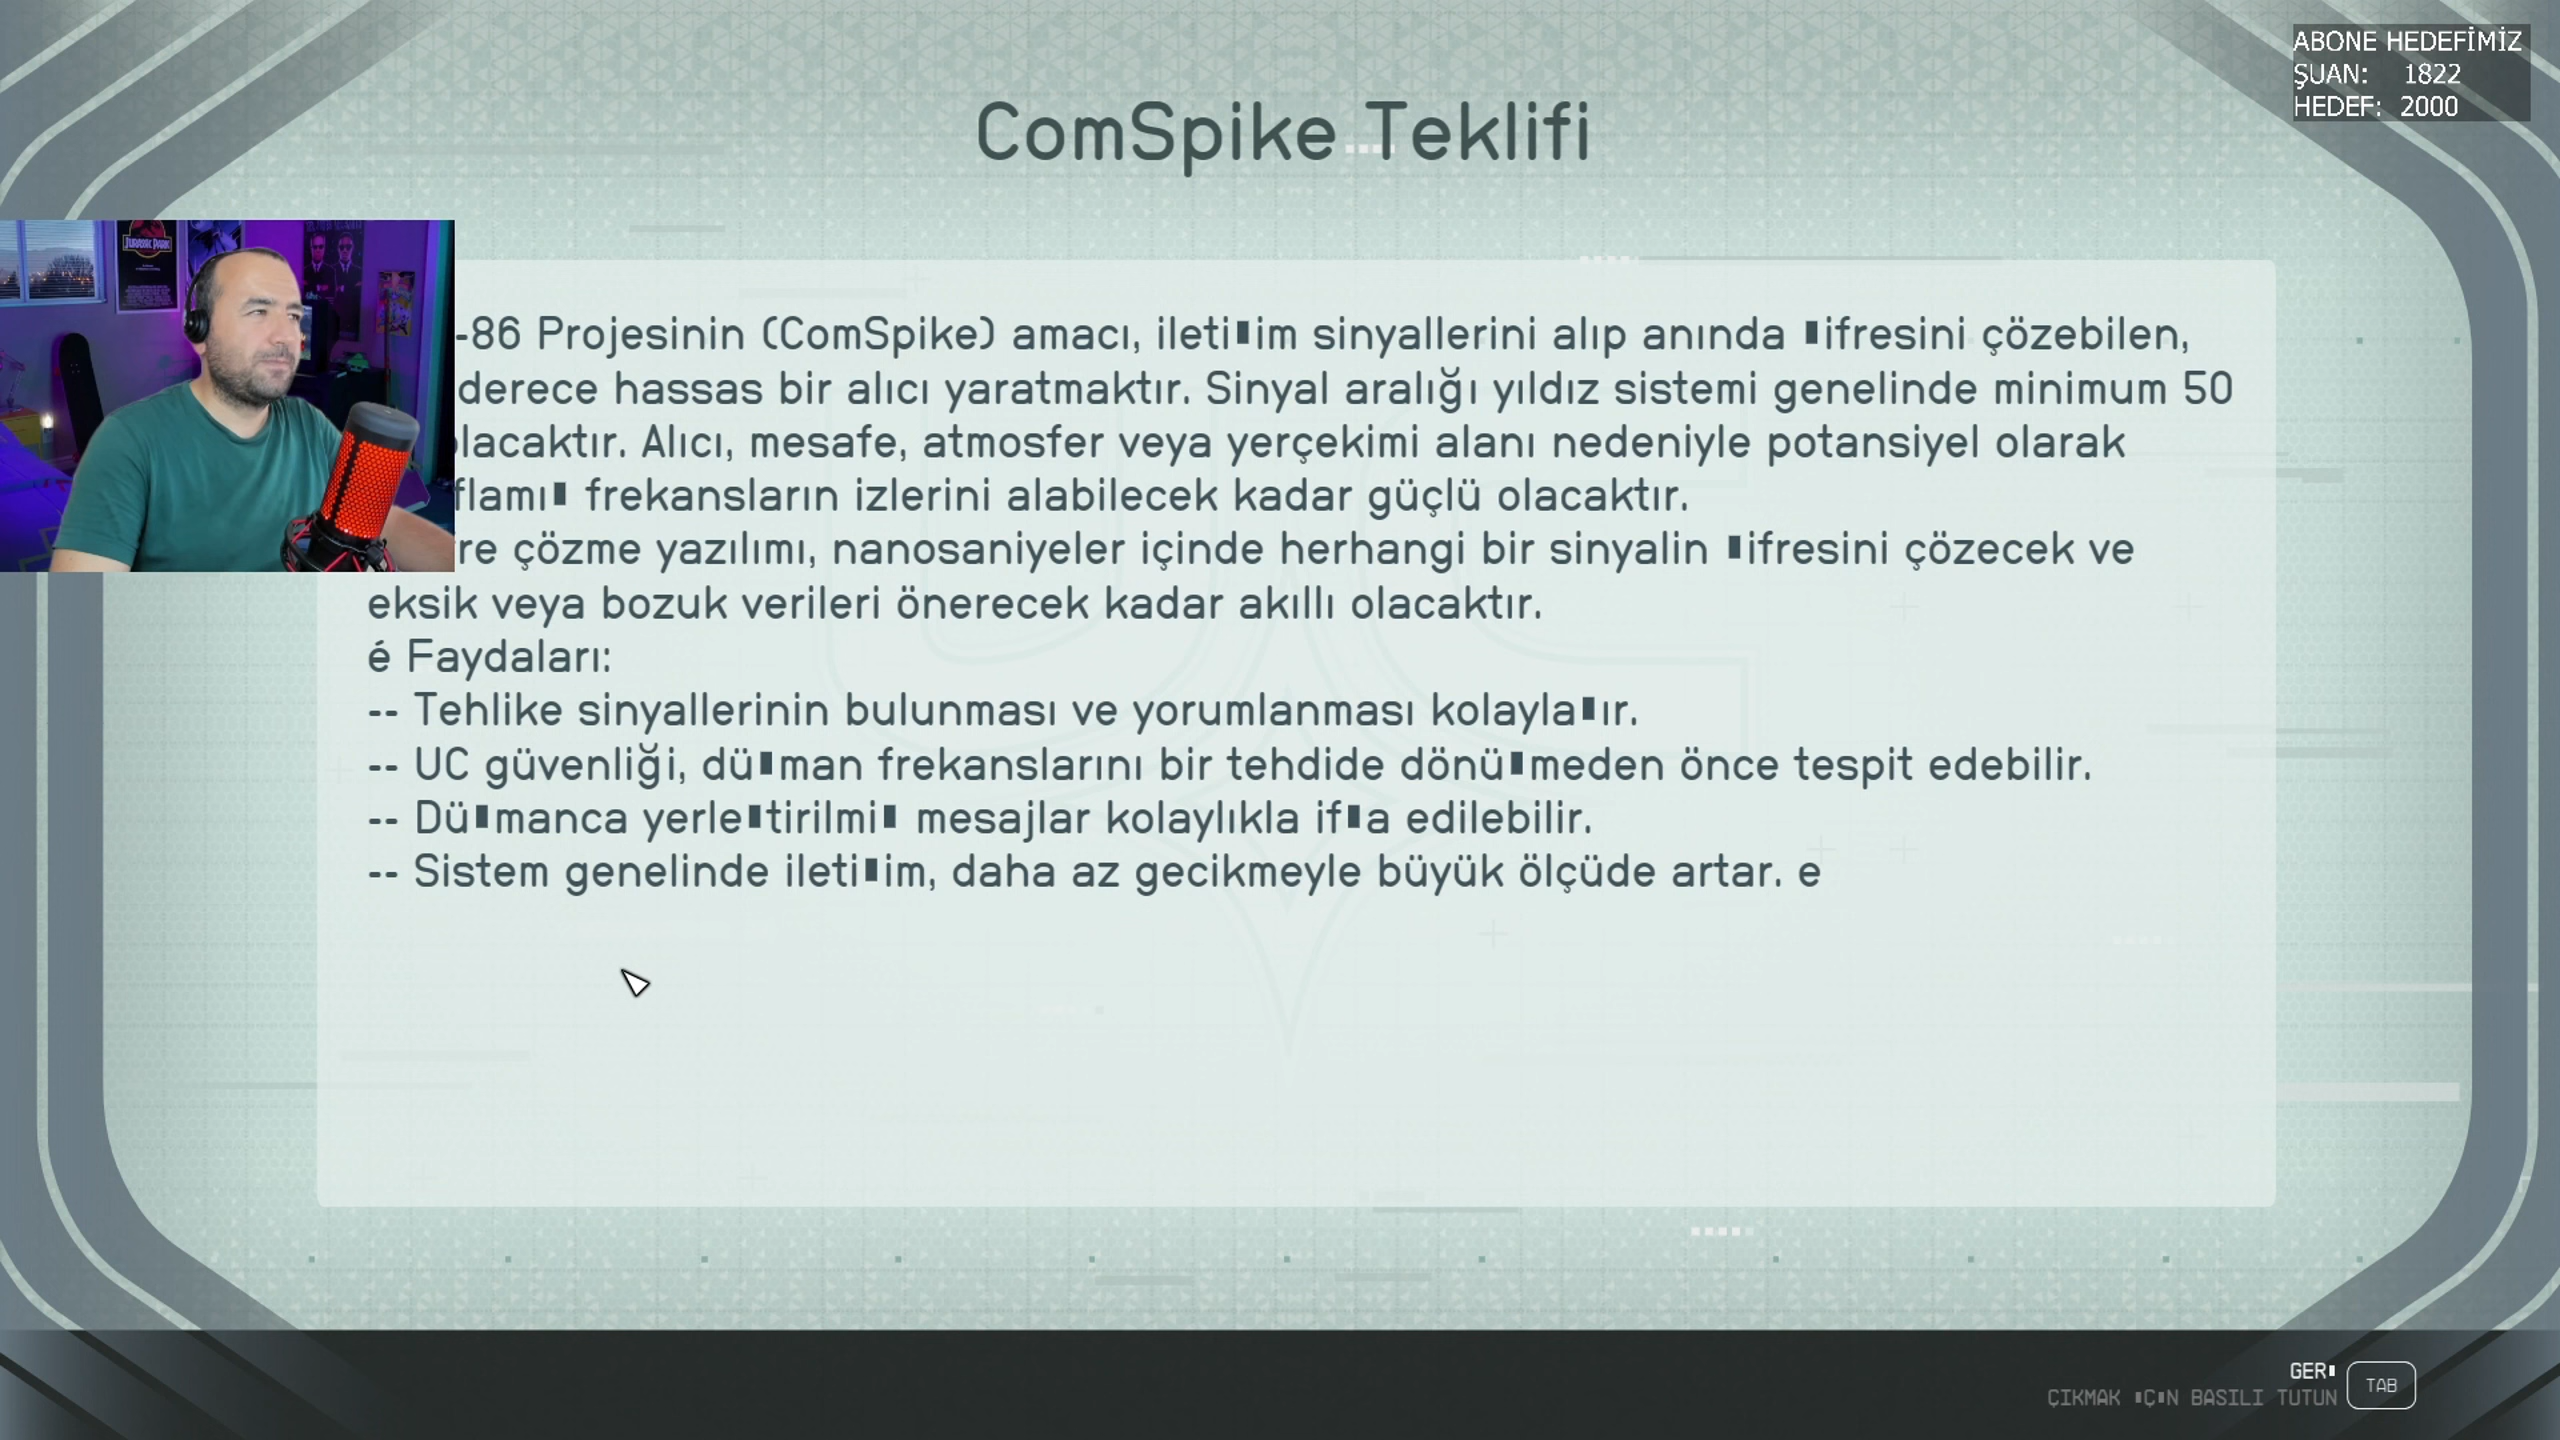 ABONE HEDEFİMİZ
ŞUAN: 1822
HEDEF: 2000
ComSpike Teklifi
JURASSIC PARK
-86 Projesinin (ComSpike) amacı, ileti▮im sinyallerini alıp anında ▮ifresini çözebilen,
derece hassas bir alıcı yaratmaktır. Sinyal aralığı yıldız sistemi genelinde minimum 50
olacaktır. Alıcı, mesafe, atmosfer veya yerçekimi alanı nedeniyle potansiyel olarak
flamı▮ frekansların izlerini alabilecek kadar güçlü olacaktır.
re çözme yazılımı, nanosaniyeler içinde herhangi bir sinyalin ▮ifresini çözecek ve
eksik veya bozuk verileri önerecek kadar akıllı olacaktır.
é Faydaları:
-- Tehlike sinyallerinin bulunması ve yorumlanması kolayla▮ır.
-- UC güvenliği, dü▮man frekanslarını bir tehdide dönü▮meden önce tespit edebilir.
-- Dü▮manca yerle▮tirilmi▮ mesajlar kolaylıkla if▮a edilebilir.
-- Sistem genelinde ileti▮im, daha az gecikmeyle büyük ölçüde artar. e
GER▮
TAB
ÇIKMAK ▮Ç▮N BASILI TUTUN